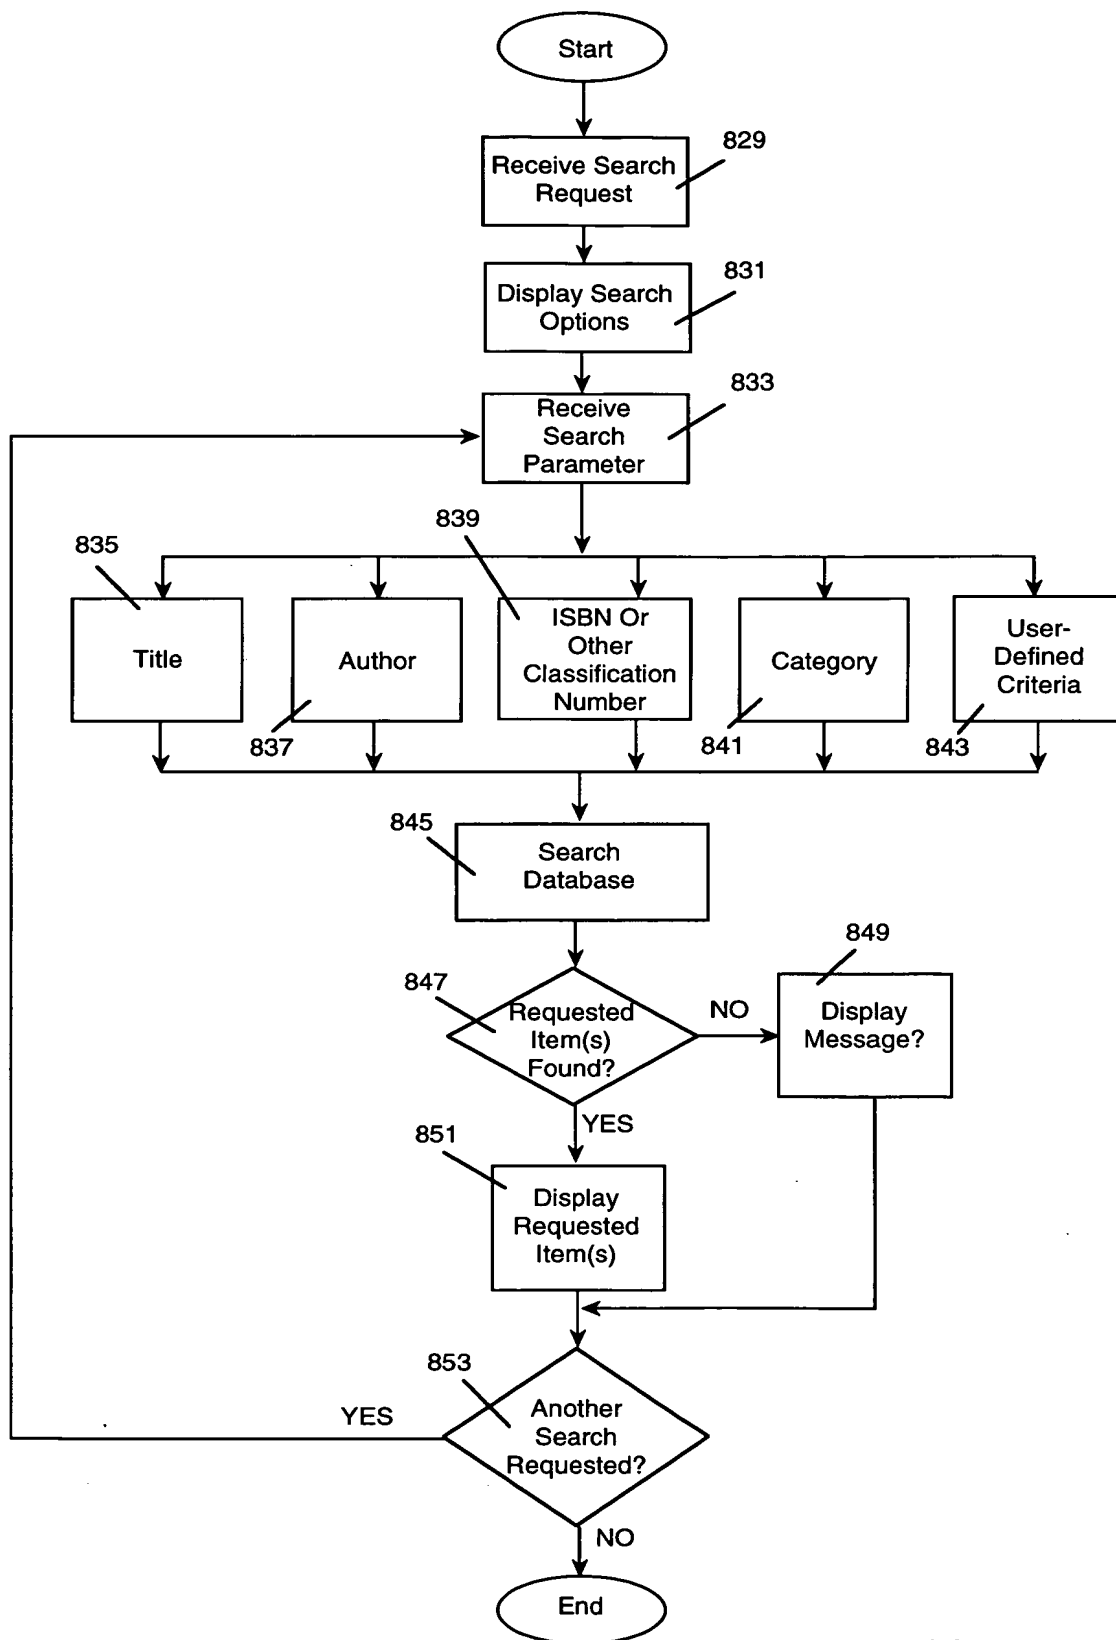 Start
829
Receive Search
Request
831
Display Search
Options
833
Receive
Search
Parameter
835
839
Title
Author
ISBN Or
Other
Classification
Number
Category
User-
Defined
Criteria
837
841
843
845
Search
Database
849
847
Requested
Item(s)
Found?
NO
Display
Message?
YES
851
Display
Requested
Item(s)
853
YES
Another
Search
Requested?
NO
End